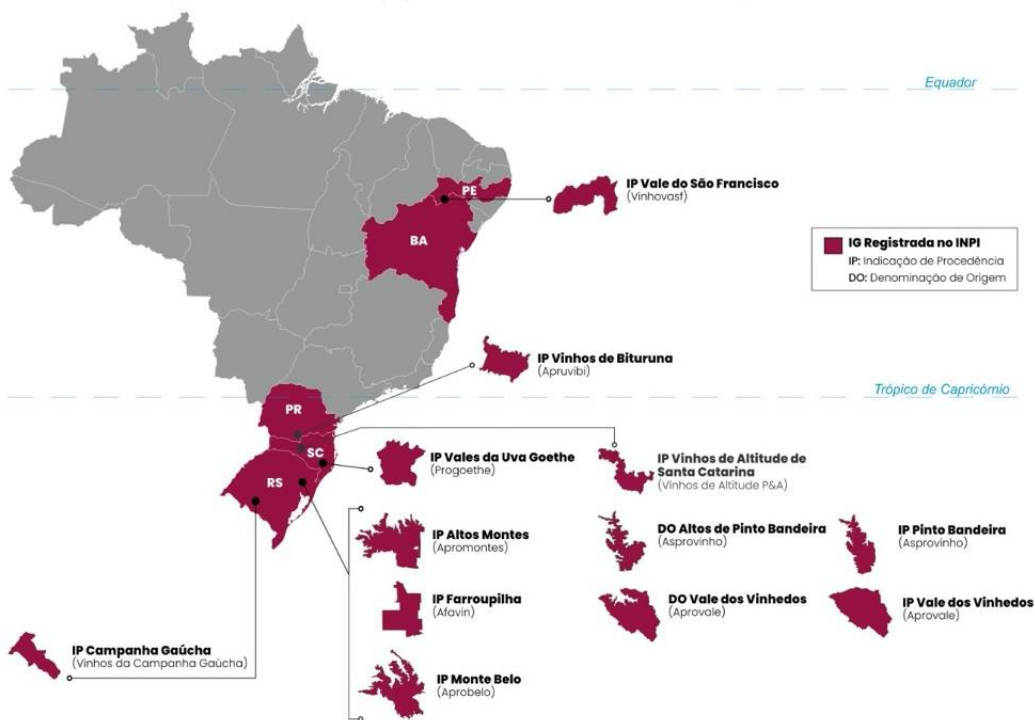 Equador
PE
IP Vale do São Francisco
(Vinhovasf)
BA
IG Registrada no INPI
IP: Indicação de Procedência
DO: Denominação de Origem
IP Vinhos de Bituruna
(Apruvibi)
Trópico de Capricórnio
PR
SC
RS
IP Vales da Uva Goethe
(Progoethe)
IP Vinhos de Altitude de
Santa Catarina
(Vinhos de Altitude P&A)
IP Altos Montes
(Apromontes)
DO Altos de Pinto Bandeira
(Asprovinho)
IP Pinto Bandeira
(Asprovinho)
IP Farroupilha
(Afavin)
DO Vale dos Vinhedos
(Aprovale)
IP Vale dos Vinhedos
(Aprovale)
IP Campanha Gaúcha
(Vinhos da Campanha Gaúcha)
IP Monte Belo
(Aprobelo)